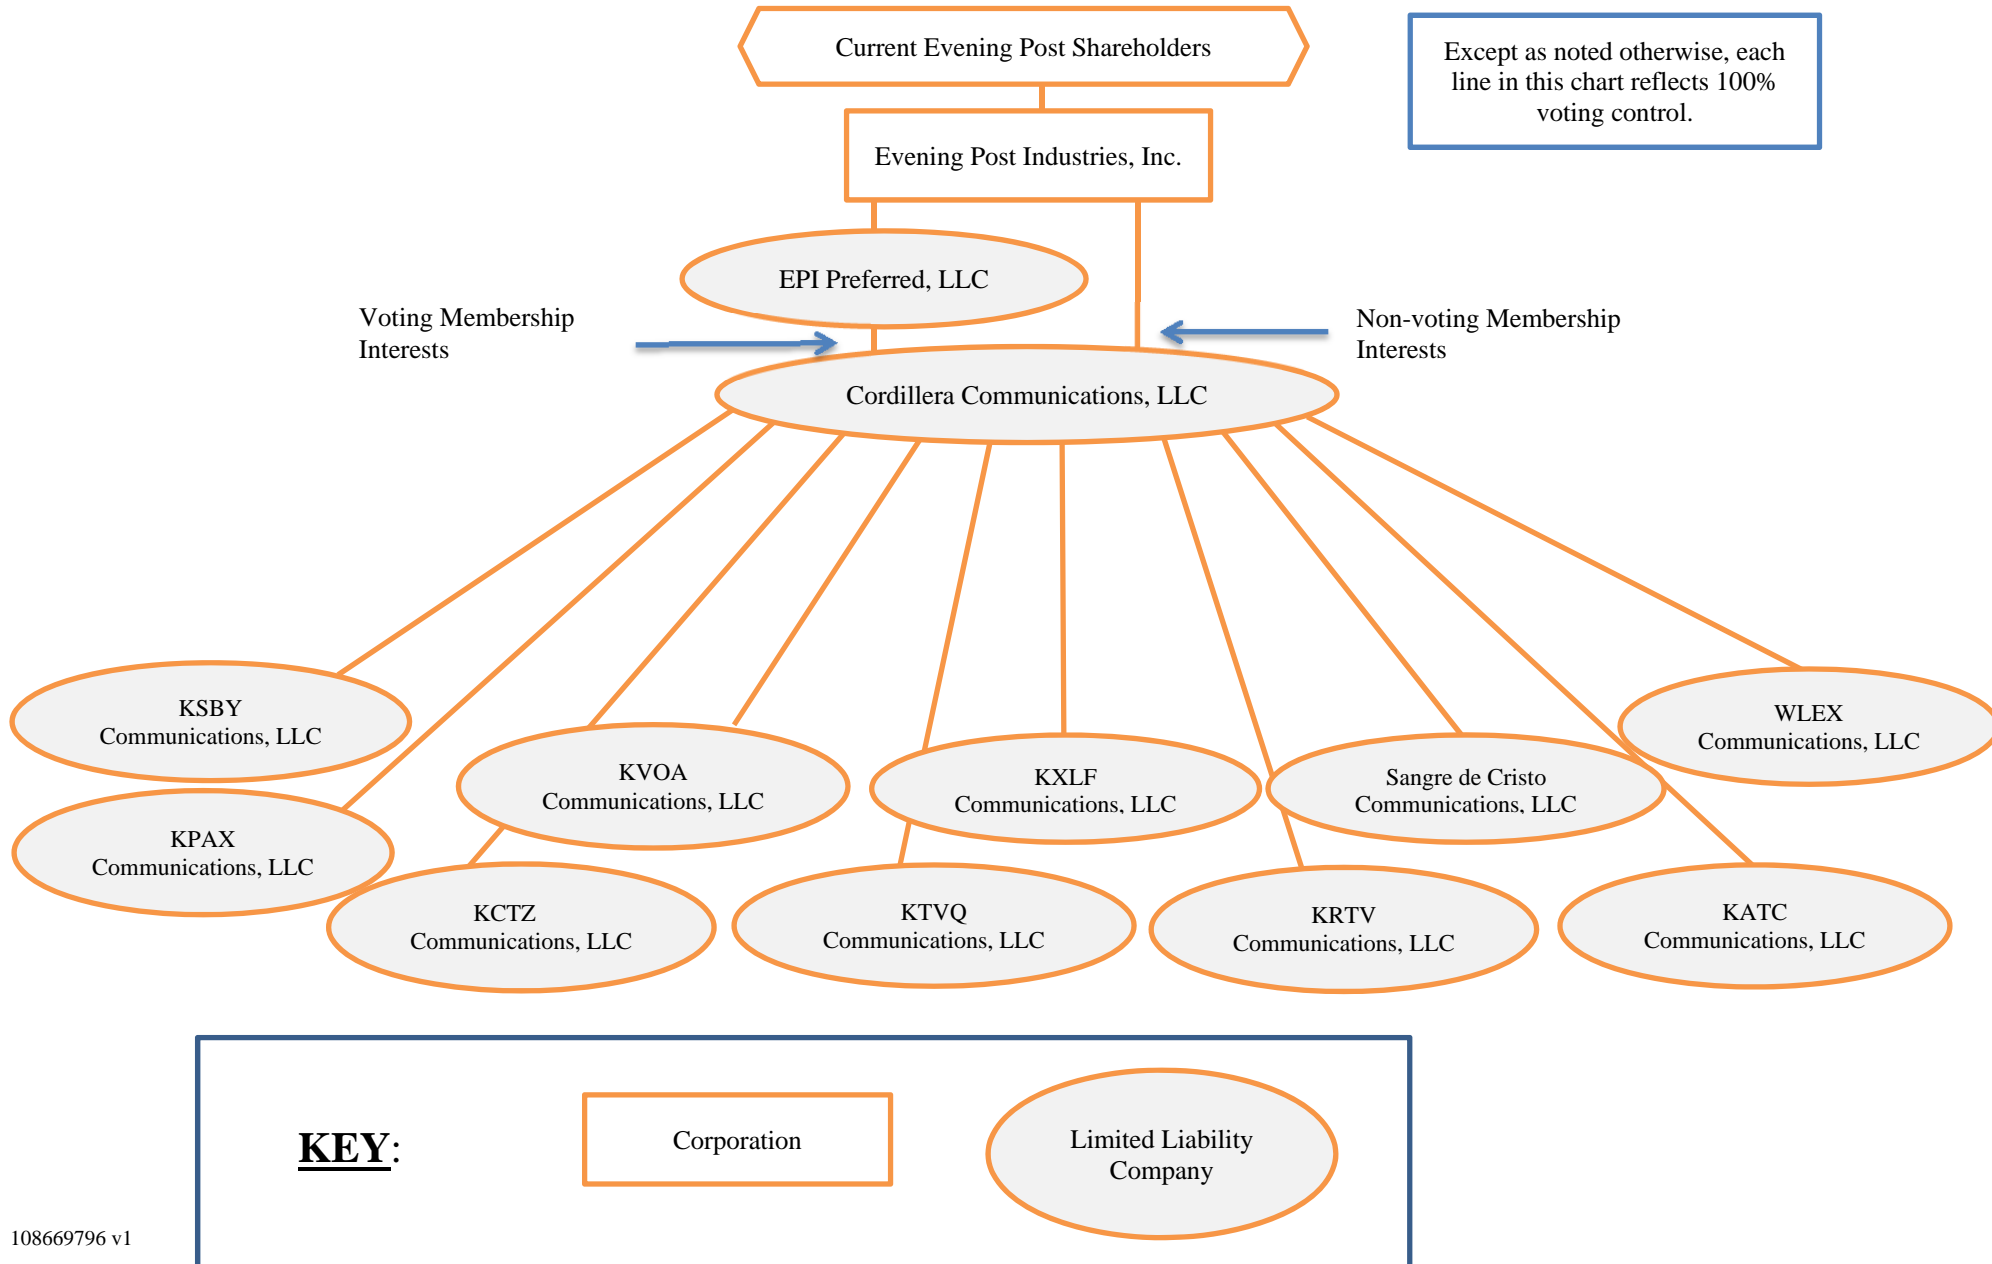 Current Evening Post Shareholders
Except as noted otherwise, each
line in this chart reflects 100%
voting control.
Evening Post Industries, Inc.
EPI Preferred, LLC
Voting Membership
Interests
Non-voting Membership
Interests
Cordillera Communications, LLC
KSBY
Communications, LLC
WLEX
Communications, LLC
KVOA
Communications, LLC
KXLF
Communications, LLC
Sangre de Cristo
Communications, LLC
KPAX
Communications, LLC
KCTZ
Communications, LLC
KTVQ
Communications, LLC
KRTV
Communications, LLC
KATC
Communications, LLC
KEY:
Corporation
Limited Liability
Company
108669796 v1